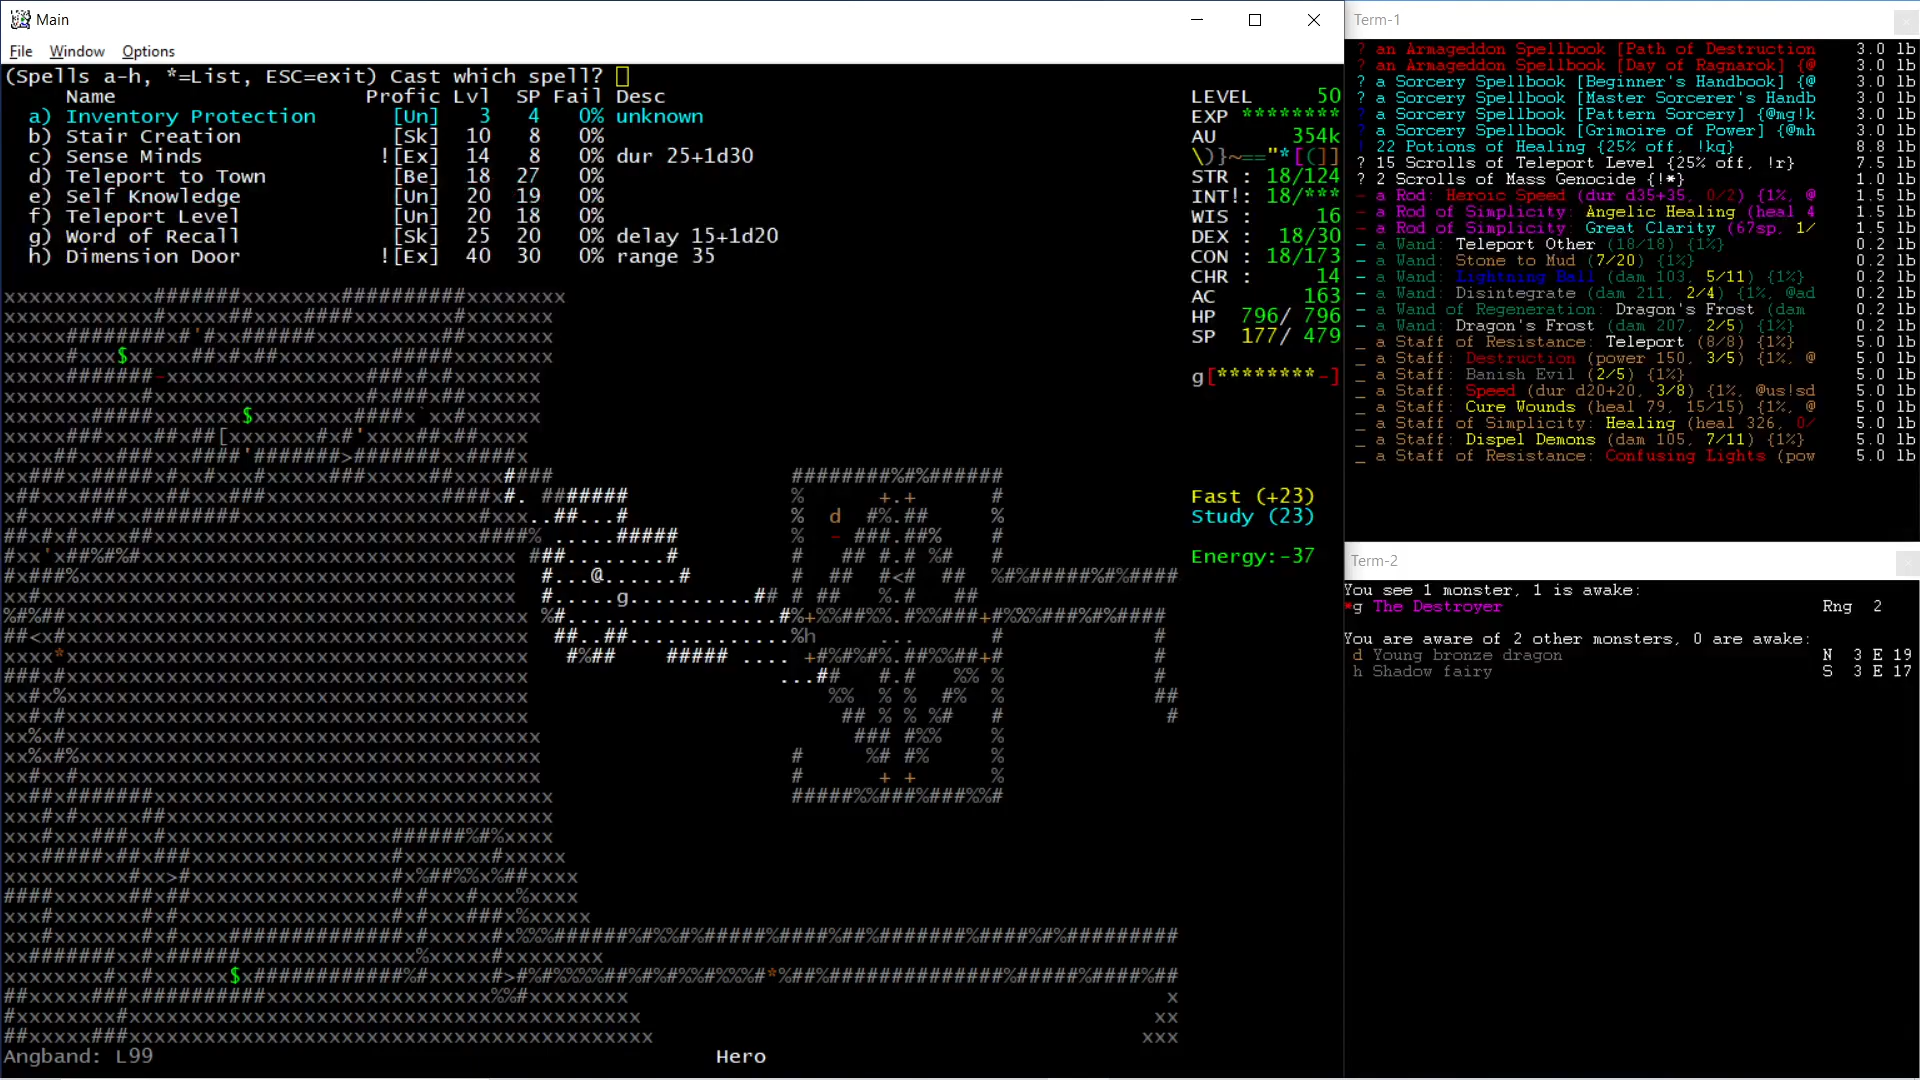 Main
File Window Options
(Spells a-h, *=List, ESC=exit) Cast which spell?
Name Profic Lvl SP Fail Desc
a) Inventory Protection [Un] 3 4 0% unknown
b) Stair Creation [Sk] 10 8 0%
c) Sense Minds ![Ex] 14 8 0% dur 25+1d30
d) Teleport to Town [Be] 18 27 0%
e) Self Knowledge [Un] 20 19 0%
f) Teleport Level [Un] 20 18 0%
g) Word of Recall [Sk] 25 20 0% delay 15+1d20
h) Dimension Door ![Ex] 40 30 0% range 35
LEVEL 50
EXP ********
AU 354k
\)}~=="*[(]]
STR : 18/124
INT!: 18/***
WIS : 16
DEX : 18/30
CON : 18/173
CHR : 14
AC 163
HP 796/ 796
SP 177/ 479
g[********-]
Fast (+23)
Study (23)
Energy:-37
Angband: L99
Hero
Term-1
? an Armageddon Spellbook [Path of Destruction 3.0 lb
? an Armageddon Spellbook [Day of Ragnarok] {@ 3.0 lb
? a Sorcery Spellbook [Beginner's Handbook] {@ 3.0 lb
? a Sorcery Spellbook [Master Sorcerer's Handb 3.0 lb
? a Sorcery Spellbook [Pattern Sorcery] {@mg!k 3.0 lb
? a Sorcery Spellbook [Grimoire of Power] {@mh 3.0 lb
! 22 Potions of Healing {25% off, !kq} 8.8 lb
? 15 Scrolls of Teleport Level {25% off, !r} 7.5 lb
? 2 Scrolls of Mass Genocide {!*} 1.0 lb
- a Rod: Heroic Speed (dur d35+35, 0/2) {1%, @ 1.5 lb
- a Rod of Simplicity: Angelic Healing (heal 4 1.5 lb
- a Rod of Simplicity: Great Clarity (67sp, 1/ 1.5 lb
- a Wand: Teleport Other (18/18) {1%} 0.2 lb
- a Wand: Stone to Mud (7/20) {1%} 0.2 lb
- a Wand: Lightning Ball (dam 103, 5/11) {1%} 0.2 lb
- a Wand: Disintegrate (dam 211, 2/4) {1%, @ad 0.2 lb
- a Wand of Regeneration: Dragon's Frost (dam 0.2 lb
- a Wand: Dragon's Frost (dam 207, 2/5) {1%} 0.2 lb
_ a Staff of Resistance: Teleport (8/8) {1%} 5.0 lb
_ a Staff: Destruction (power 150, 3/5) {1%, @ 5.0 lb
_ a Staff: Banish Evil (2/5) {1%} 5.0 lb
_ a Staff: Speed (dur d20+20, 3/8) {1%, @us!sd 5.0 lb
_ a Staff: Cure Wounds (heal 79, 15/15) {1%, @ 5.0 lb
_ a Staff of Simplicity: Healing (heal 326, 0/ 5.0 lb
_ a Staff: Dispel Demons (dam 105, 7/11) {1%} 5.0 lb
_ a Staff of Resistance: Confusing Lights (pow 5.0 lb
Term-2
You see 1 monster, 1 is awake:
*g The Destroyer Rng 2
You are aware of 2 other monsters, 0 are awake:
d Young bronze dragon N 3 E 19
h Shadow fairy S 3 E 17